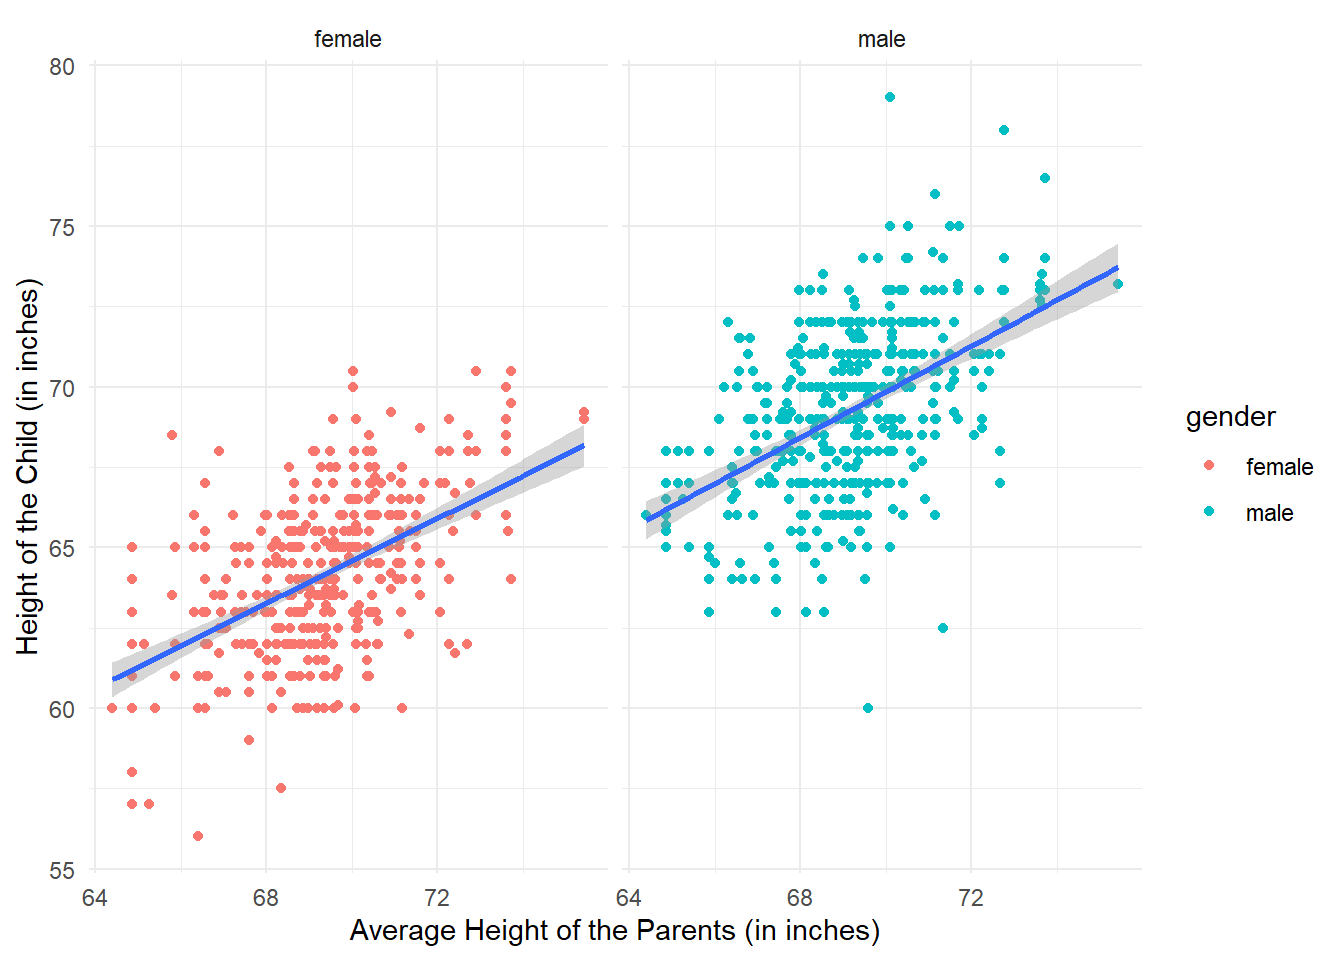 female
male
80
75
70
65
60
55
Height of the Child (in inches)
64
68
72
64
68
72
Average Height of the Parents (in inches)
gender
female
male